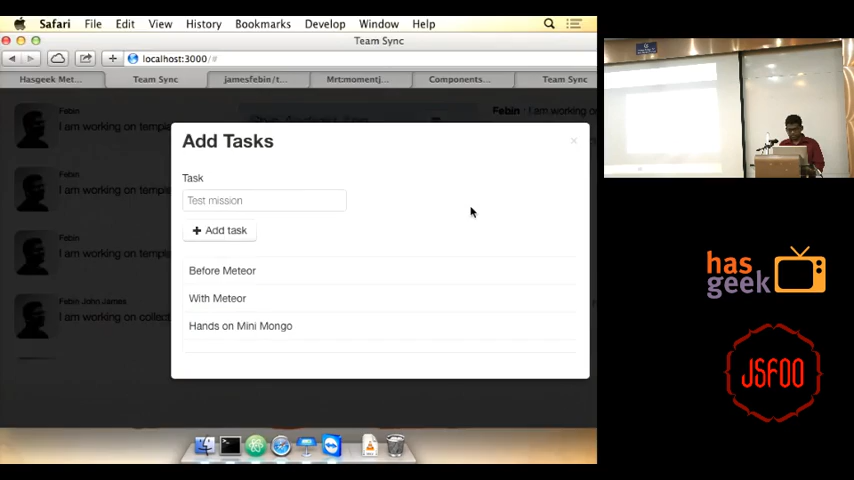 Safari File Edit View History Bookmarks Develop Window Help
Team Sync
localhost:3000/#
Hasgeek Met... Team Sync jamesfebin/t... Mrt:momentj... Components... Team Sync
Febin
I am working on templa
Febin
I am working on templa
Febin
I am working on templa
Febin John James
I am working on collect
Febin · I am working on
Add Tasks
×
Task
Test mission
+ Add task
Before Meteor
With Meteor
Hands on Mini Mongo
has
geek
JSFOO